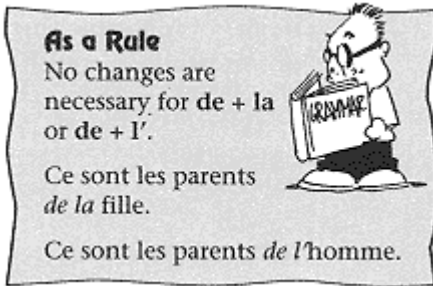 As a Rule
No changes are
necessary for de + la
or de + l'.
GRAMMAR
Ce sont les parents
de la fille.
Ce sont les parents de l'homme.